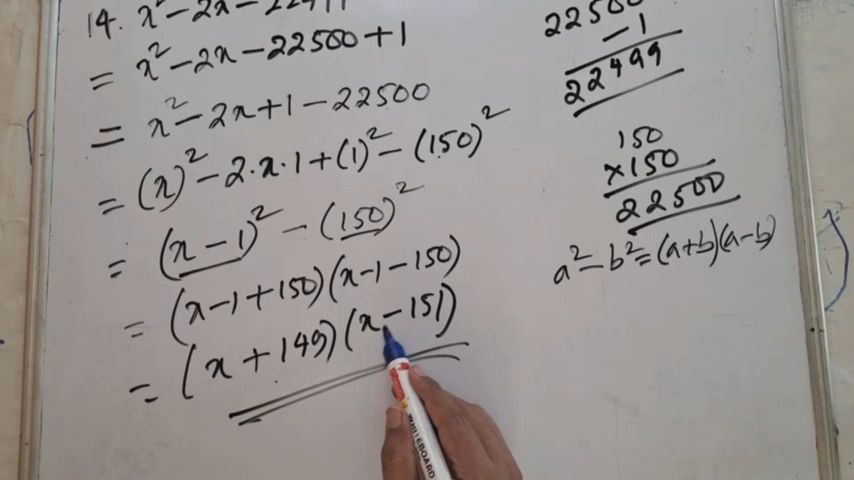 14. x² - 2x - 22499
= x² - 2x - 22500 + 1
= x² - 2x + 1 - 22500
= (x)² - 2·x·1 + (1)² - (150)²
= (x - 1)² - (150)²
= (x - 1 + 150)(x - 1 - 150)
= (x + 149)(x - 151)
22500
- 1
22499
150
×150
22500
a² - b² = (a+b)(a-b)
WHITEBOARD